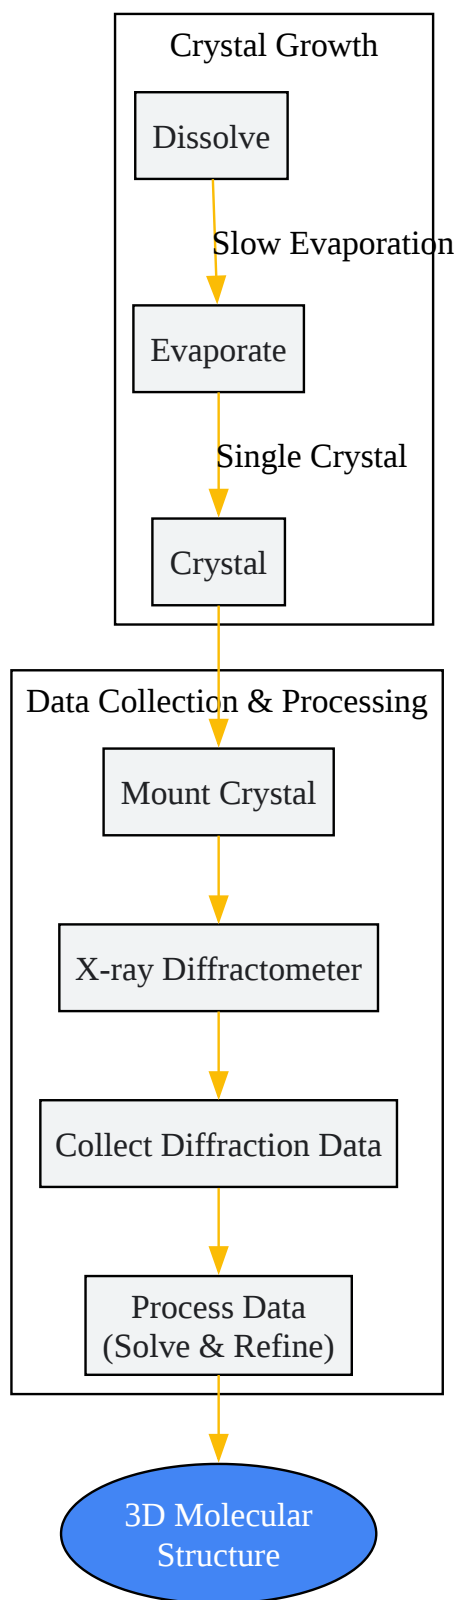 Crystal Growth
Dissolve
Slow Evaporation
Evaporate
Single Crystal
Crystal
Data Collection & Processing
Mount Crystal
X-ray Diffractometer
Collect Diffraction Data
Process Data
(Solve & Refine)
3D Molecular
Structure